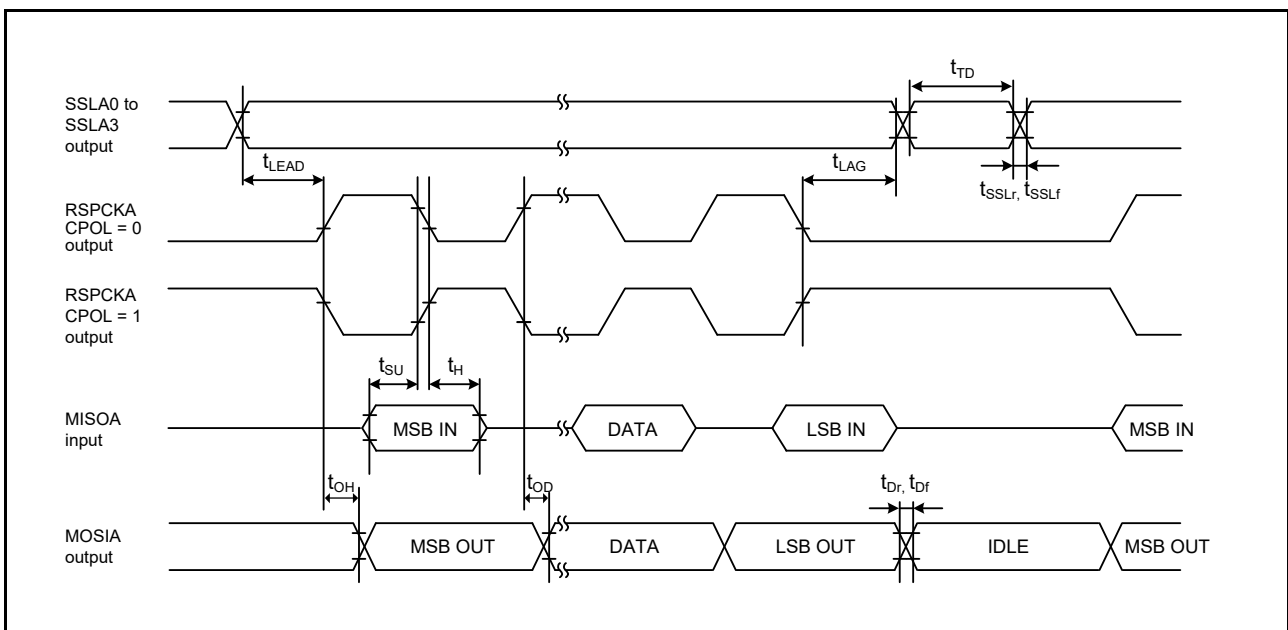 tTD
SSLA0 to
SSLA3
output
tLEAD
tLAG
tSSLr, tSSLf
RSPCKA
CPOL = 0
output
RSPCKA
CPOL = 1
output
tSU
tH
MISOA
input
MSB IN
DATA
LSB IN
MSB IN
tOH
tOD
tDr, tDf
MOSIA
output
MSB OUT
DATA
LSB OUT
IDLE
MSB OUT